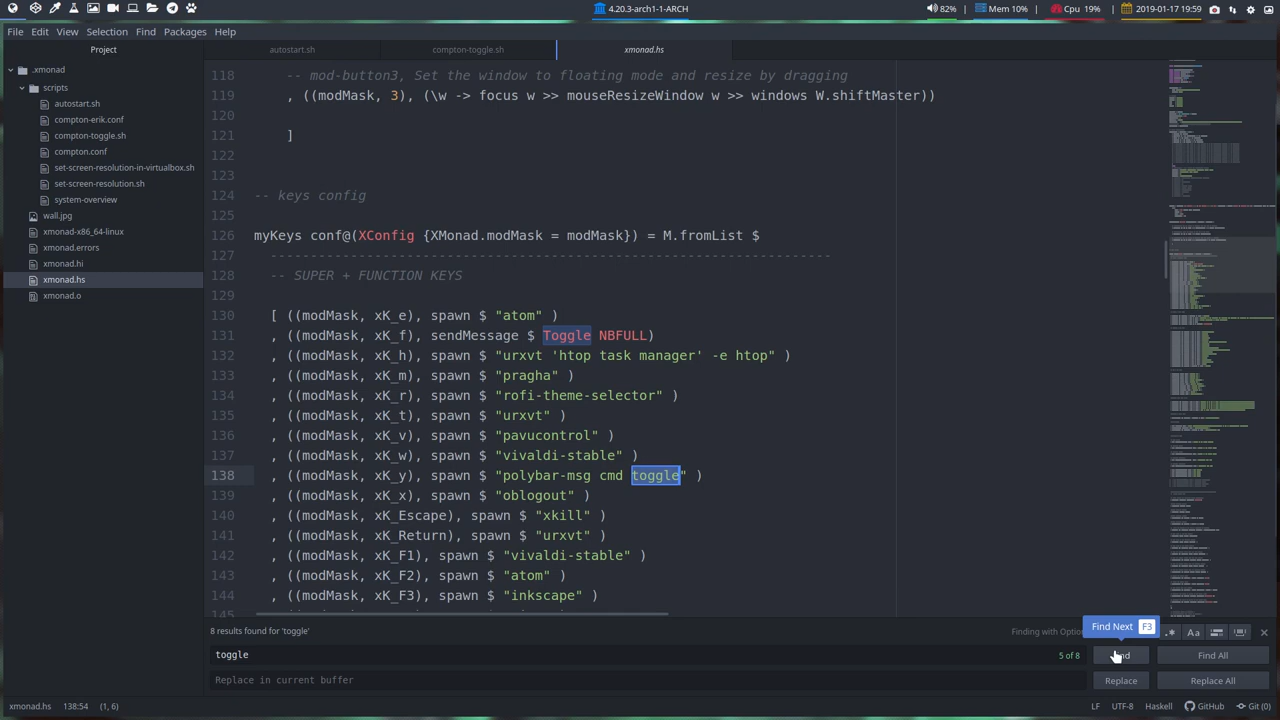 4.20.3-arch1-1-ARCH
82%
Mem 10%
Cpu 19%
2019-01-17 19:59
File Edit View Selection Find Packages Help
Project
.xmonad
scripts
autostart.sh
compton-erik.conf
compton-toggle.sh
compton.conf
set-screen-resolution-in-virtualbox.sh
set-screen-resolution.sh
system-overview
wall.jpg
xmonad-x86_64-linux
xmonad.errors
xmonad.hi
xmonad.hs
xmonad.o
autostart.sh
compton-toggle.sh
xmonad.hs
118 -- mod-button3, Set the window to floating mode and resize by dragging
119 , ((modMask, 3), (\w -> focus w >> mouseResizeWindow w >> windows W.shiftMaster))
120
121 ]
122
123
124 -- keys config
125
126 myKeys conf@(XConfig {XMonad.modMask = modMask}) = M.fromList $
127 ----------------------------------------------------------------------
128 -- SUPER + FUNCTION KEYS
129
130 [ ((modMask, xK_e), spawn $ "atom" )
131 , ((modMask, xK_f), sendMessage $ Toggle NBFULL)
132 , ((modMask, xK_h), spawn $ "urxvt 'htop task manager' -e htop" )
133 , ((modMask, xK_m), spawn $ "pragha" )
134 , ((modMask, xK_r), spawn $ "rofi-theme-selector" )
135 , ((modMask, xK_t), spawn $ "urxvt" )
136 , ((modMask, xK_v), spawn $ "pavucontrol" )
137 , ((modMask, xK_w), spawn $ "vivaldi-stable" )
138 , ((modMask, xK_y), spawn $ "polybar-msg cmd toggle" )
139 , ((modMask, xK_x), spawn $ "oblogout" )
140 , ((modMask, xK_Escape), spawn $ "xkill" )
141 , ((modMask, xK_Return), spawn $ "urxvt" )
142 , ((modMask, xK_F1), spawn $ "vivaldi-stable" )
143 , ((modMask, xK_F2), spawn $ "atom" )
144 , ((modMask, xK_F3), spawn $ "inkscape" )
145
8 results found for 'toggle'
Finding with Optio
Find Next F3
.* Aa
toggle
5 of 8
Find All
Replace in current buffer
Replace
Replace All
xmonad.hs 138:54 (1, 6)
LF UTF-8 Haskell GitHub Git (0)